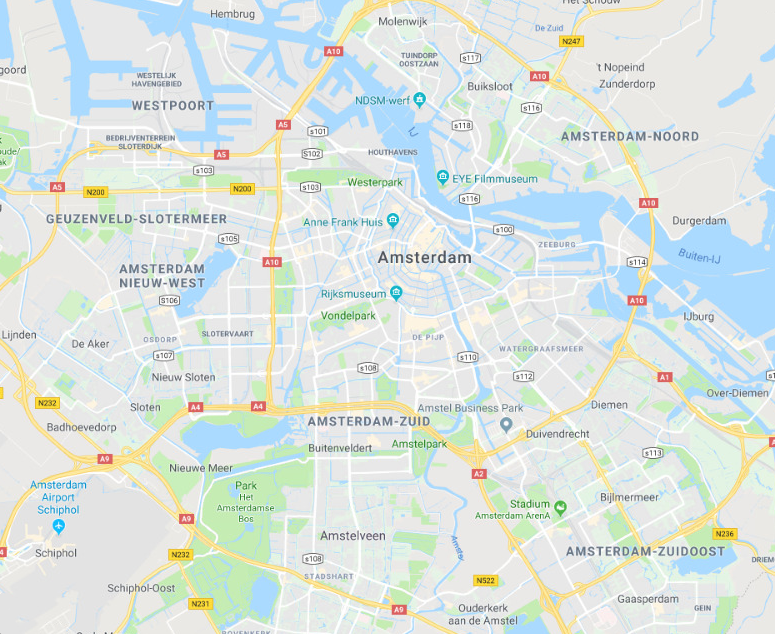 Het Schouw
Hembrug
Molenwijk
De Zuid
N247
A10
TUINDORP
OOSTZAAN
s117
't Nopeind
Zunderdorp
A10
WESTELIJK
HAVENGEBIED
Buiksloot
NDSM-werf
s116
WESTPOORT
IJ
s118
A5
s101
AMSTERDAM-NOORD
BEDRIJVENTERREIN
SLOTERDIJK
A5
S102
HOUTHAVENS
s103
EYE Filmmuseum
A5
N200
N200
s103
Westerpark
s116
A10
GEUZENVELD-SLOTERMEER
Anne Frank Huis
Durgerdam
s105
s100
ZEEBURG
Amsterdam
Buiten-IJ
A10
s114
AMSTERDAM
NIEUW-WEST
S106
Rijksmuseum
A10
Vondelpark
IJburg
Lijnden
De Aker
OSDORP
SLOTERVAART
DE PIJP
WATERGRAAFSMEER
s107
s110
s108
s112
Nieuw Sloten
A1
Over-Diemen
N232
Sloten
A4
A4
Amstel Business Park
Diemen
Badhoevedorp
AMSTERDAM-ZUID
Duivendrecht
Buitenveldert
Amstelpark
s113
A9
Nieuwe Meer
A2
Amsterdam
Airport
Schiphol
Park
Het
Amsterdamse
Bos
Bijlmermeer
Stadium
Amsterdam ArenA
A9
Amstelveen
N236
Schiphol
N232
s108
Amstel
AMSTERDAM-ZUIDOOST
STADSHART
N522
Schiphol-Oost
N231
A9
Ouderkerk
aan de Amstel
Gaasperdam
GEIN